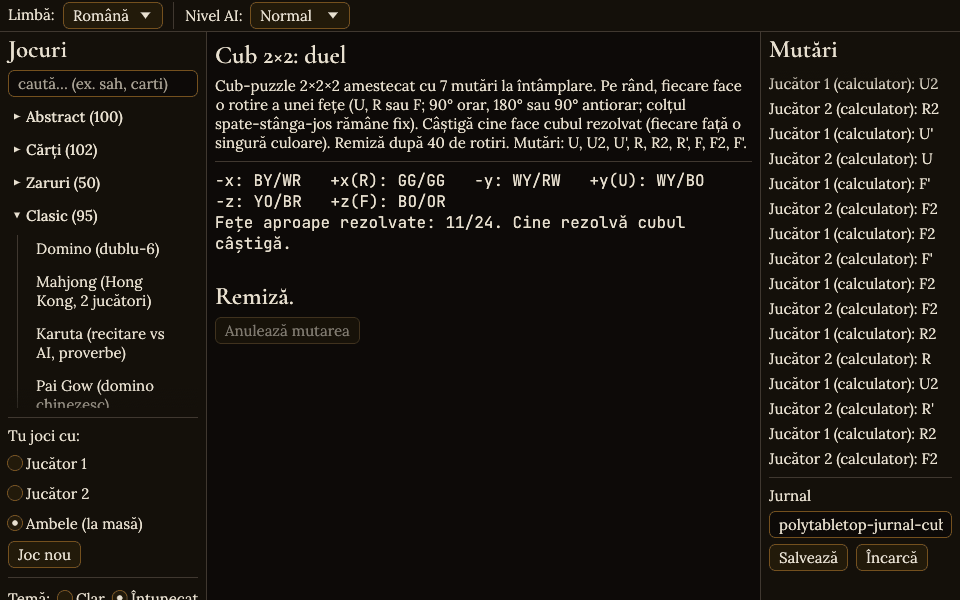 Limbă:
Română
Nivel AI:
Normal
Jocuri
caută... (ex. sah, carti)
Abstract (100)
Cărți (102)
Zaruri (50)
Clasic (95)
Domino (dublu-6)
Mahjong (Hong
Kong, 2 jucători)
Karuta (recitare vs
AI, proverbe)
Pai Gow (domino
chinezesc)
Tu joci cu:
Jucător 1
Jucător 2
Ambele (la masă)
Joc nou
Temă:
Clar
Întunecat
Cub 2×2: duel
Cub-puzzle 2×2×2 amestecat cu 7 mutări la întâmplare. Pe rând, fiecare face
o rotire a unei fețe (U, R sau F; 90° orar, 180° sau 90° antiorar; colțul
spate-stânga-jos rămâne fix). Câștigă cine face cubul rezolvat (fiecare față o
singură culoare). Remiză după 40 de rotiri. Mutări: U, U2, U', R, R2, R', F, F2, F'.
-x: BY/WR   +x(R): GG/GG   -y: WY/RW   +y(U): WY/BO
-z: YO/BR   +z(F): BO/OR
Fețe aproape rezolvate: 11/24. Cine rezolvă cubul
câștigă.
Remiză.
Anulează mutarea
Mutări
Jucător 1 (calculator): U2
Jucător 2 (calculator): R2
Jucător 1 (calculator): U'
Jucător 2 (calculator): U
Jucător 1 (calculator): F'
Jucător 2 (calculator): F2
Jucător 1 (calculator): F2
Jucător 2 (calculator): F'
Jucător 1 (calculator): F2
Jucător 2 (calculator): F2
Jucător 1 (calculator): R2
Jucător 2 (calculator): R
Jucător 1 (calculator): U2
Jucător 2 (calculator): R'
Jucător 1 (calculator): R2
Jucător 2 (calculator): F2
Jurnal
polytabletop-jurnal-cub
Salvează
Încarcă